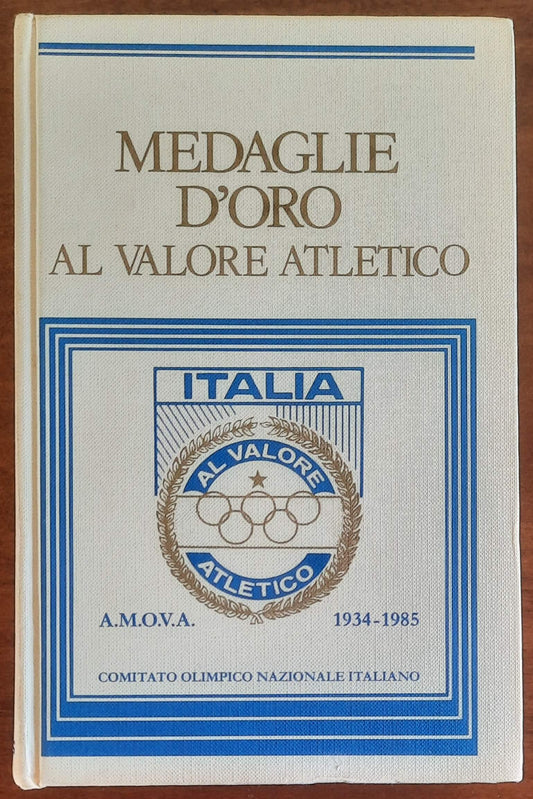 MEDAGLIE
D'ORO
AL VALORE ATLETICO
ITALIA
AL VALORE
ATLETICO
A.M.O.V.A. 1934-1985
COMITATO OLIMPICO NAZIONALE ITALIANO